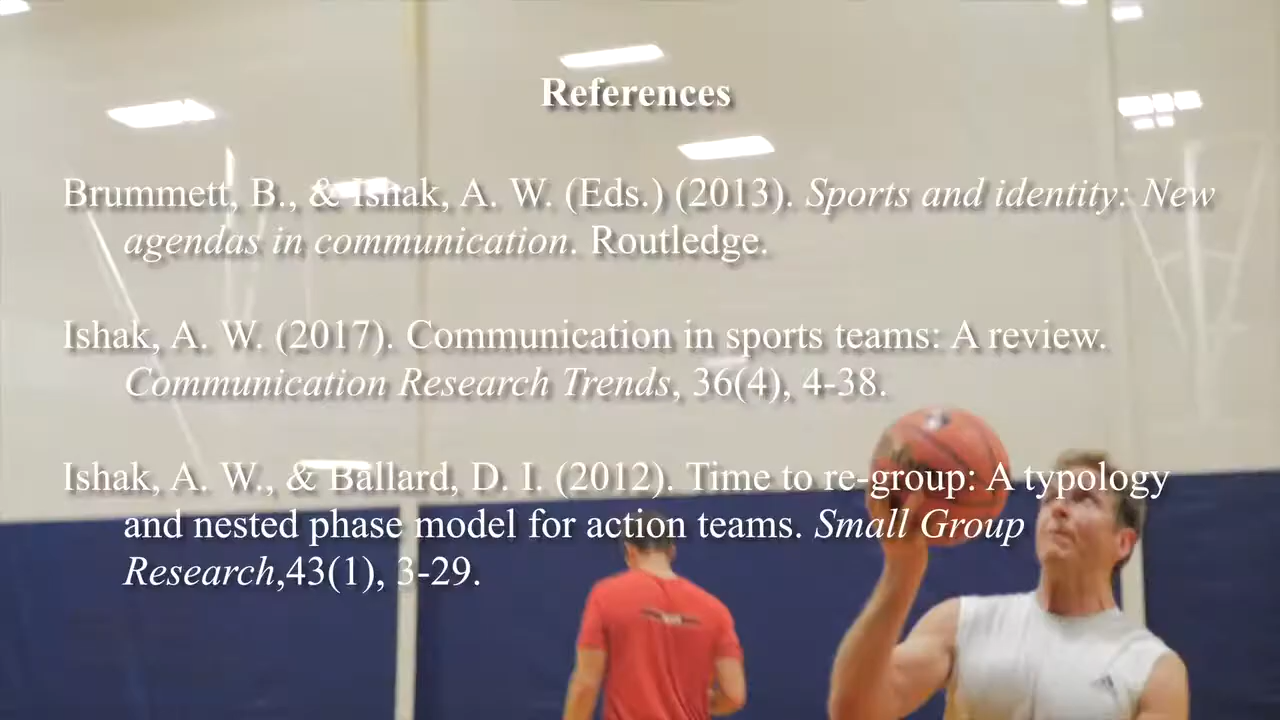 References
Brummett, B., & Ishak, A. W. (Eds.) (2013). Sports and identity: New
agendas in communication. Routledge.
Ishak, A. W. (2017). Communication in sports teams: A review.
Communication Research Trends, 36(4), 4-38.
Ishak, A. W., & Ballard, D. I. (2012). Time to re-group: A typology
and nested phase model for action teams. Small Group
Research,43(1), 3-29.